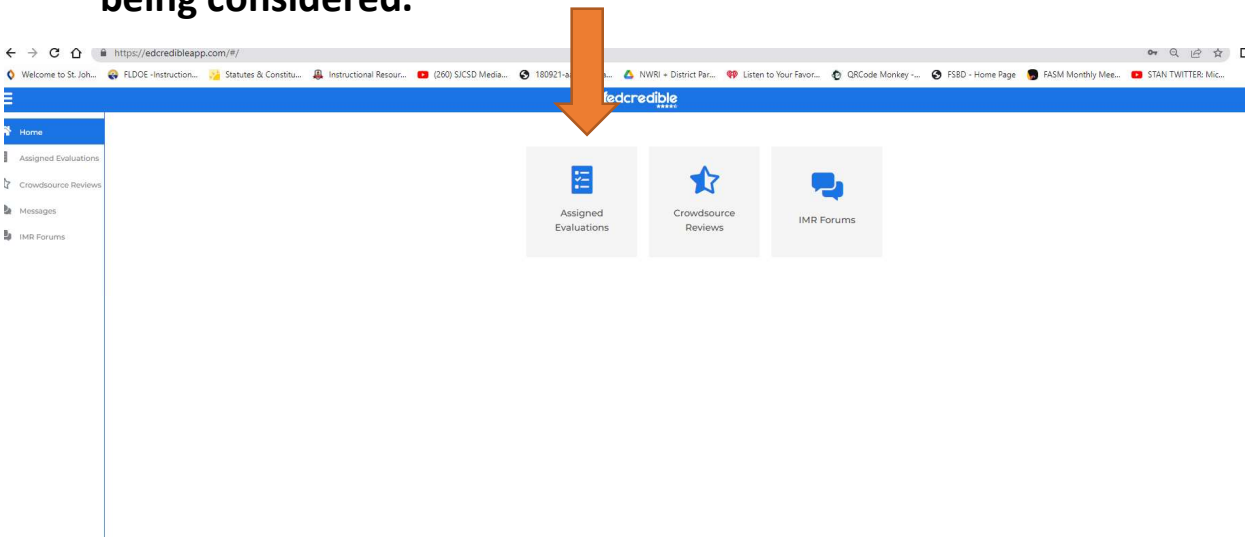 being considered.
https://edcredibleapp.com/#/
Welcome to St. Joh... FLDOE -Instruction... Statutes & Constitu... Instructional Resour... (260) SJCSD Media... 180921-a... NWRI + District Par... Listen to Your Favor... QRCode Monkey -... FSBD - Home Page FASM Monthly Mee... STAN TWITTER: Mic...
edcredible
Home
Assigned Evaluations
Crowdsource Reviews
Messages
IMR Forums
Assigned
Evaluations
Crowdsource
Reviews
IMR Forums